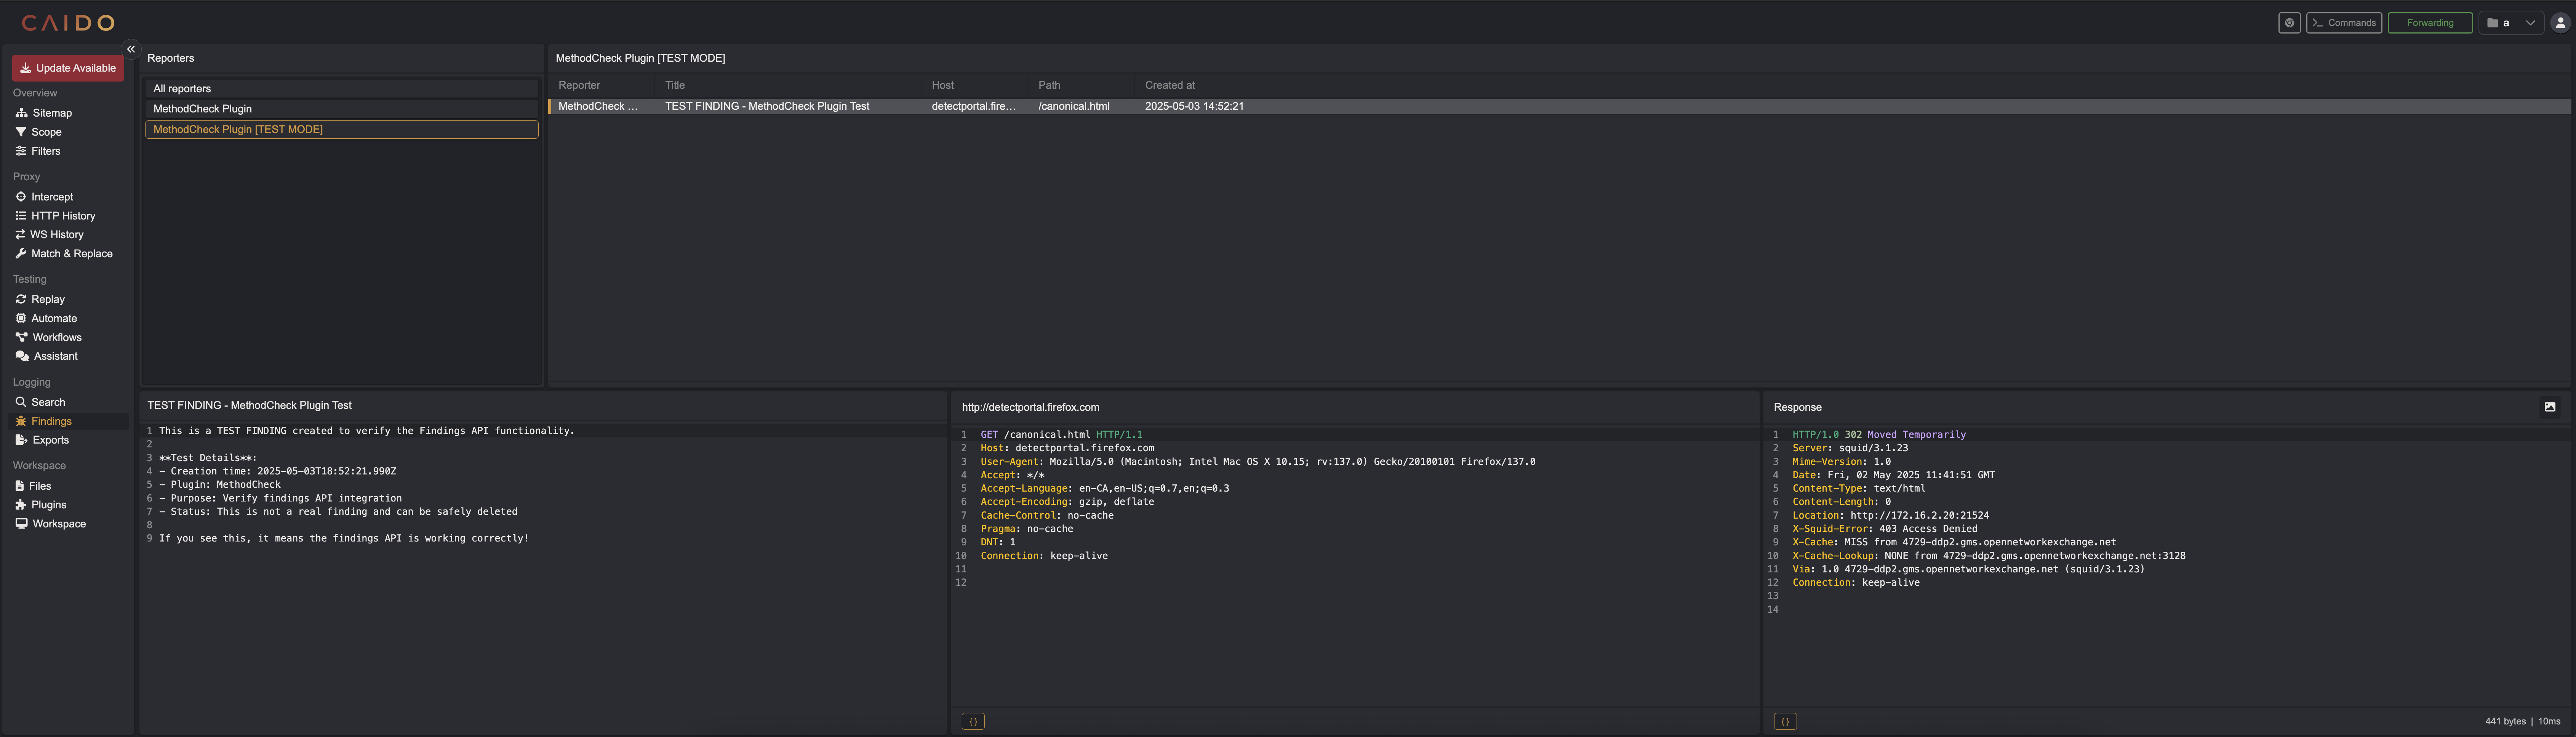 CAIDO
Commands
Forwarding
a
Update Available
Overview
Sitemap
Scope
Filters
Proxy
Intercept
HTTP History
WS History
Match & Replace
Testing
Replay
Automate
Workflows
Assistant
Logging
Search
Findings
Exports
Workspace
Files
Plugins
Workspace
Reporters
All reporters
MethodCheck Plugin
MethodCheck Plugin [TEST MODE]
MethodCheck Plugin [TEST MODE]
Reporter Title Host Path Created at
MethodCheck ... TEST FINDING - MethodCheck Plugin Test detectportal.fire... /canonical.html 2025-05-03 14:52:21
TEST FINDING - MethodCheck Plugin Test
1 This is a TEST FINDING created to verify the Findings API functionality.
2
3 **Test Details**:
4 - Creation time: 2025-05-03T18:52:21.990Z
5 - Plugin: MethodCheck
6 - Purpose: Verify findings API integration
7 - Status: This is not a real finding and can be safely deleted
8
9 If you see this, it means the findings API is working correctly!
http://detectportal.firefox.com
1 GET /canonical.html HTTP/1.1
2 Host: detectportal.firefox.com
3 User-Agent: Mozilla/5.0 (Macintosh; Intel Mac OS X 10.15; rv:137.0) Gecko/20100101 Firefox/137.0
4 Accept: */*
5 Accept-Language: en-CA,en-US;q=0.7,en;q=0.3
6 Accept-Encoding: gzip, deflate
7 Cache-Control: no-cache
8 Pragma: no-cache
9 DNT: 1
10 Connection: keep-alive
11
12
{}
Response
1 HTTP/1.0 302 Moved Temporarily
2 Server: squid/3.1.23
3 Mime-Version: 1.0
4 Date: Fri, 02 May 2025 11:41:51 GMT
5 Content-Type: text/html
6 Content-Length: 0
7 Location: http://172.16.2.20:21524
8 X-Squid-Error: 403 Access Denied
9 X-Cache: MISS from 4729-ddp2.gms.opennetworkexchange.net
10 X-Cache-Lookup: NONE from 4729-ddp2.gms.opennetworkexchange.net:3128
11 Via: 1.0 4729-ddp2.gms.opennetworkexchange.net (squid/3.1.23)
12 Connection: keep-alive
13
14
{}
441 bytes | 10ms